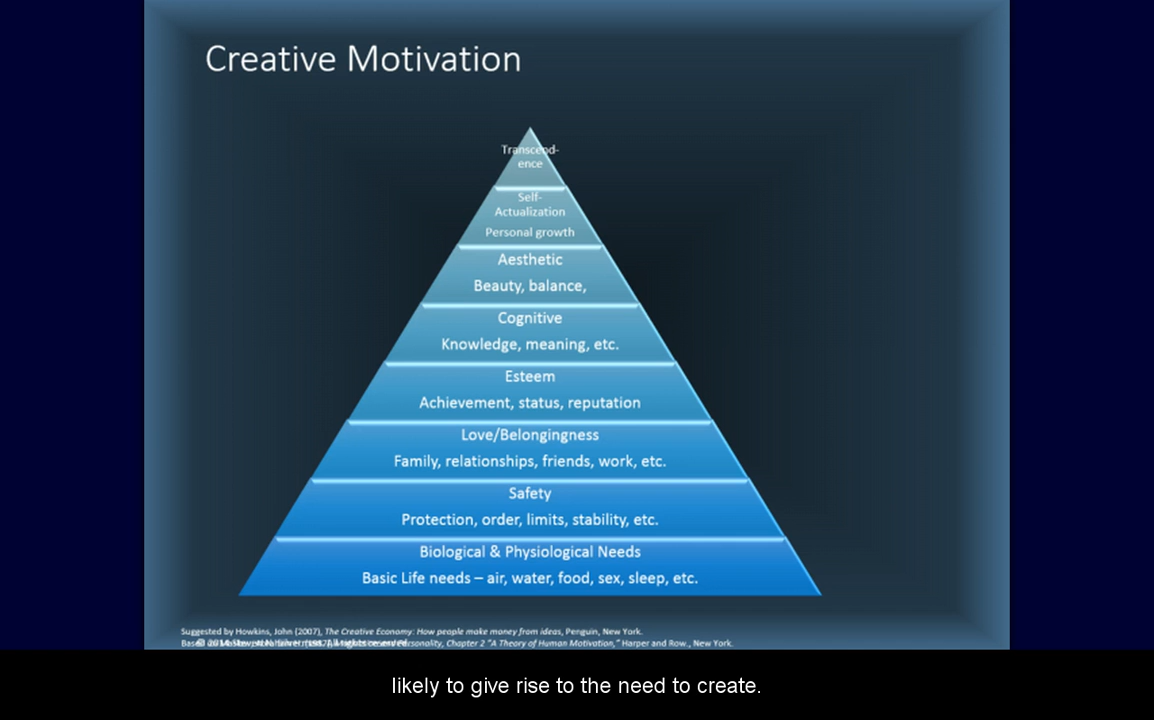 Creative Motivation
Transcend-
ence
Self-
Actualization
Personal growth
Aesthetic
Beauty, balance,
Cognitive
Knowledge, meaning, etc.
Esteem
Achievement, status, reputation
Love/Belongingness
Family, relationships, friends, work, etc.
Safety
Protection, order, limits, stability, etc.
Biological & Physiological Needs
Basic Life needs – air, water, food, sex, sleep, etc.
Suggested by Howkins, John (2007), The Creative Economy: How people make money from ideas, Penguin, New York.
Personality, Chapter 2 "A Theory of Human Motivation," Harper and Row., New York.
likely to give rise to the need to create.